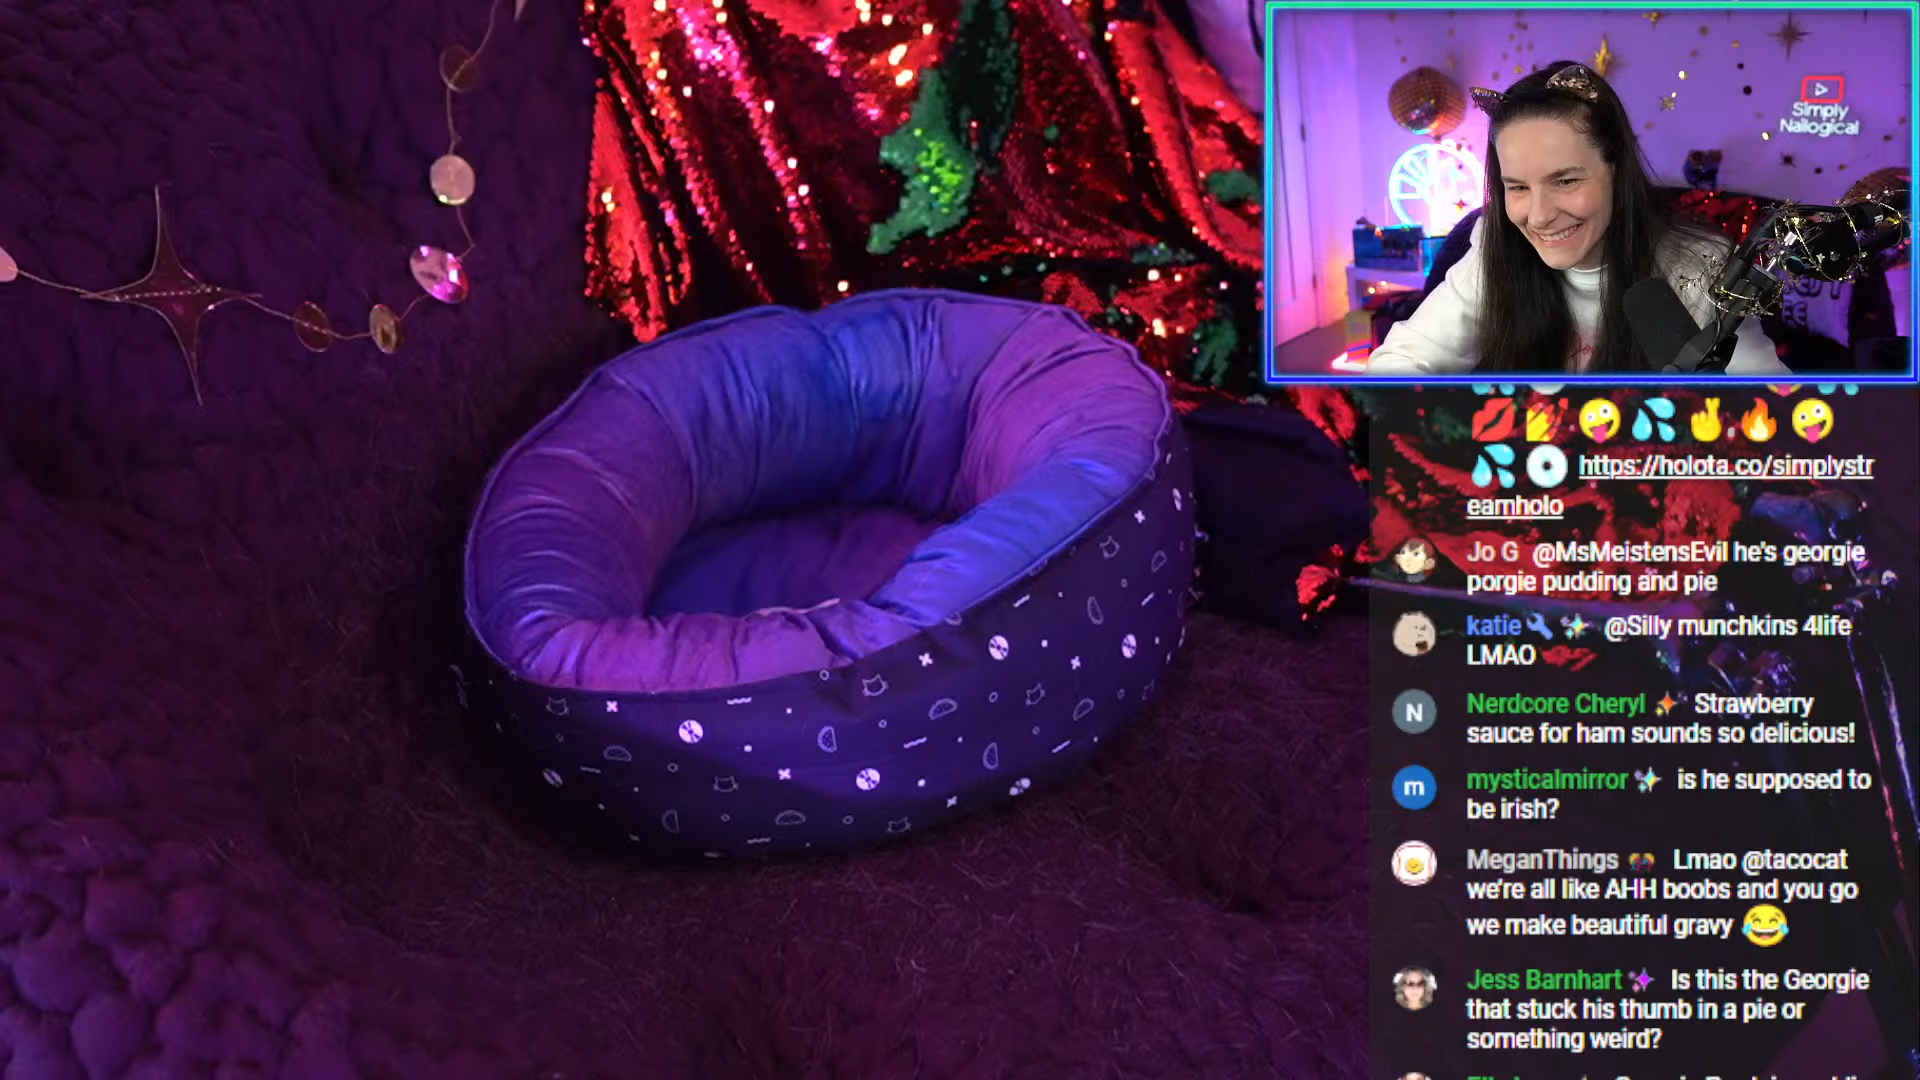 Simply
Nailogical
https://holota.co/simplystr
eamholo
Jo G @MsMeistensEvil he's georgie
porgie pudding and pie
katie @Silly munchkins 4life
LMAO
N
Nerdcore Cheryl Strawberry
sauce for ham sounds so delicious!
m
mysticalmirror is he supposed to
be irish?
MeganThings Lmao @tacocat
we're all like AHH boobs and you go
we make beautiful gravy
Jess Barnhart Is this the Georgie
that stuck his thumb in a pie or
something weird?